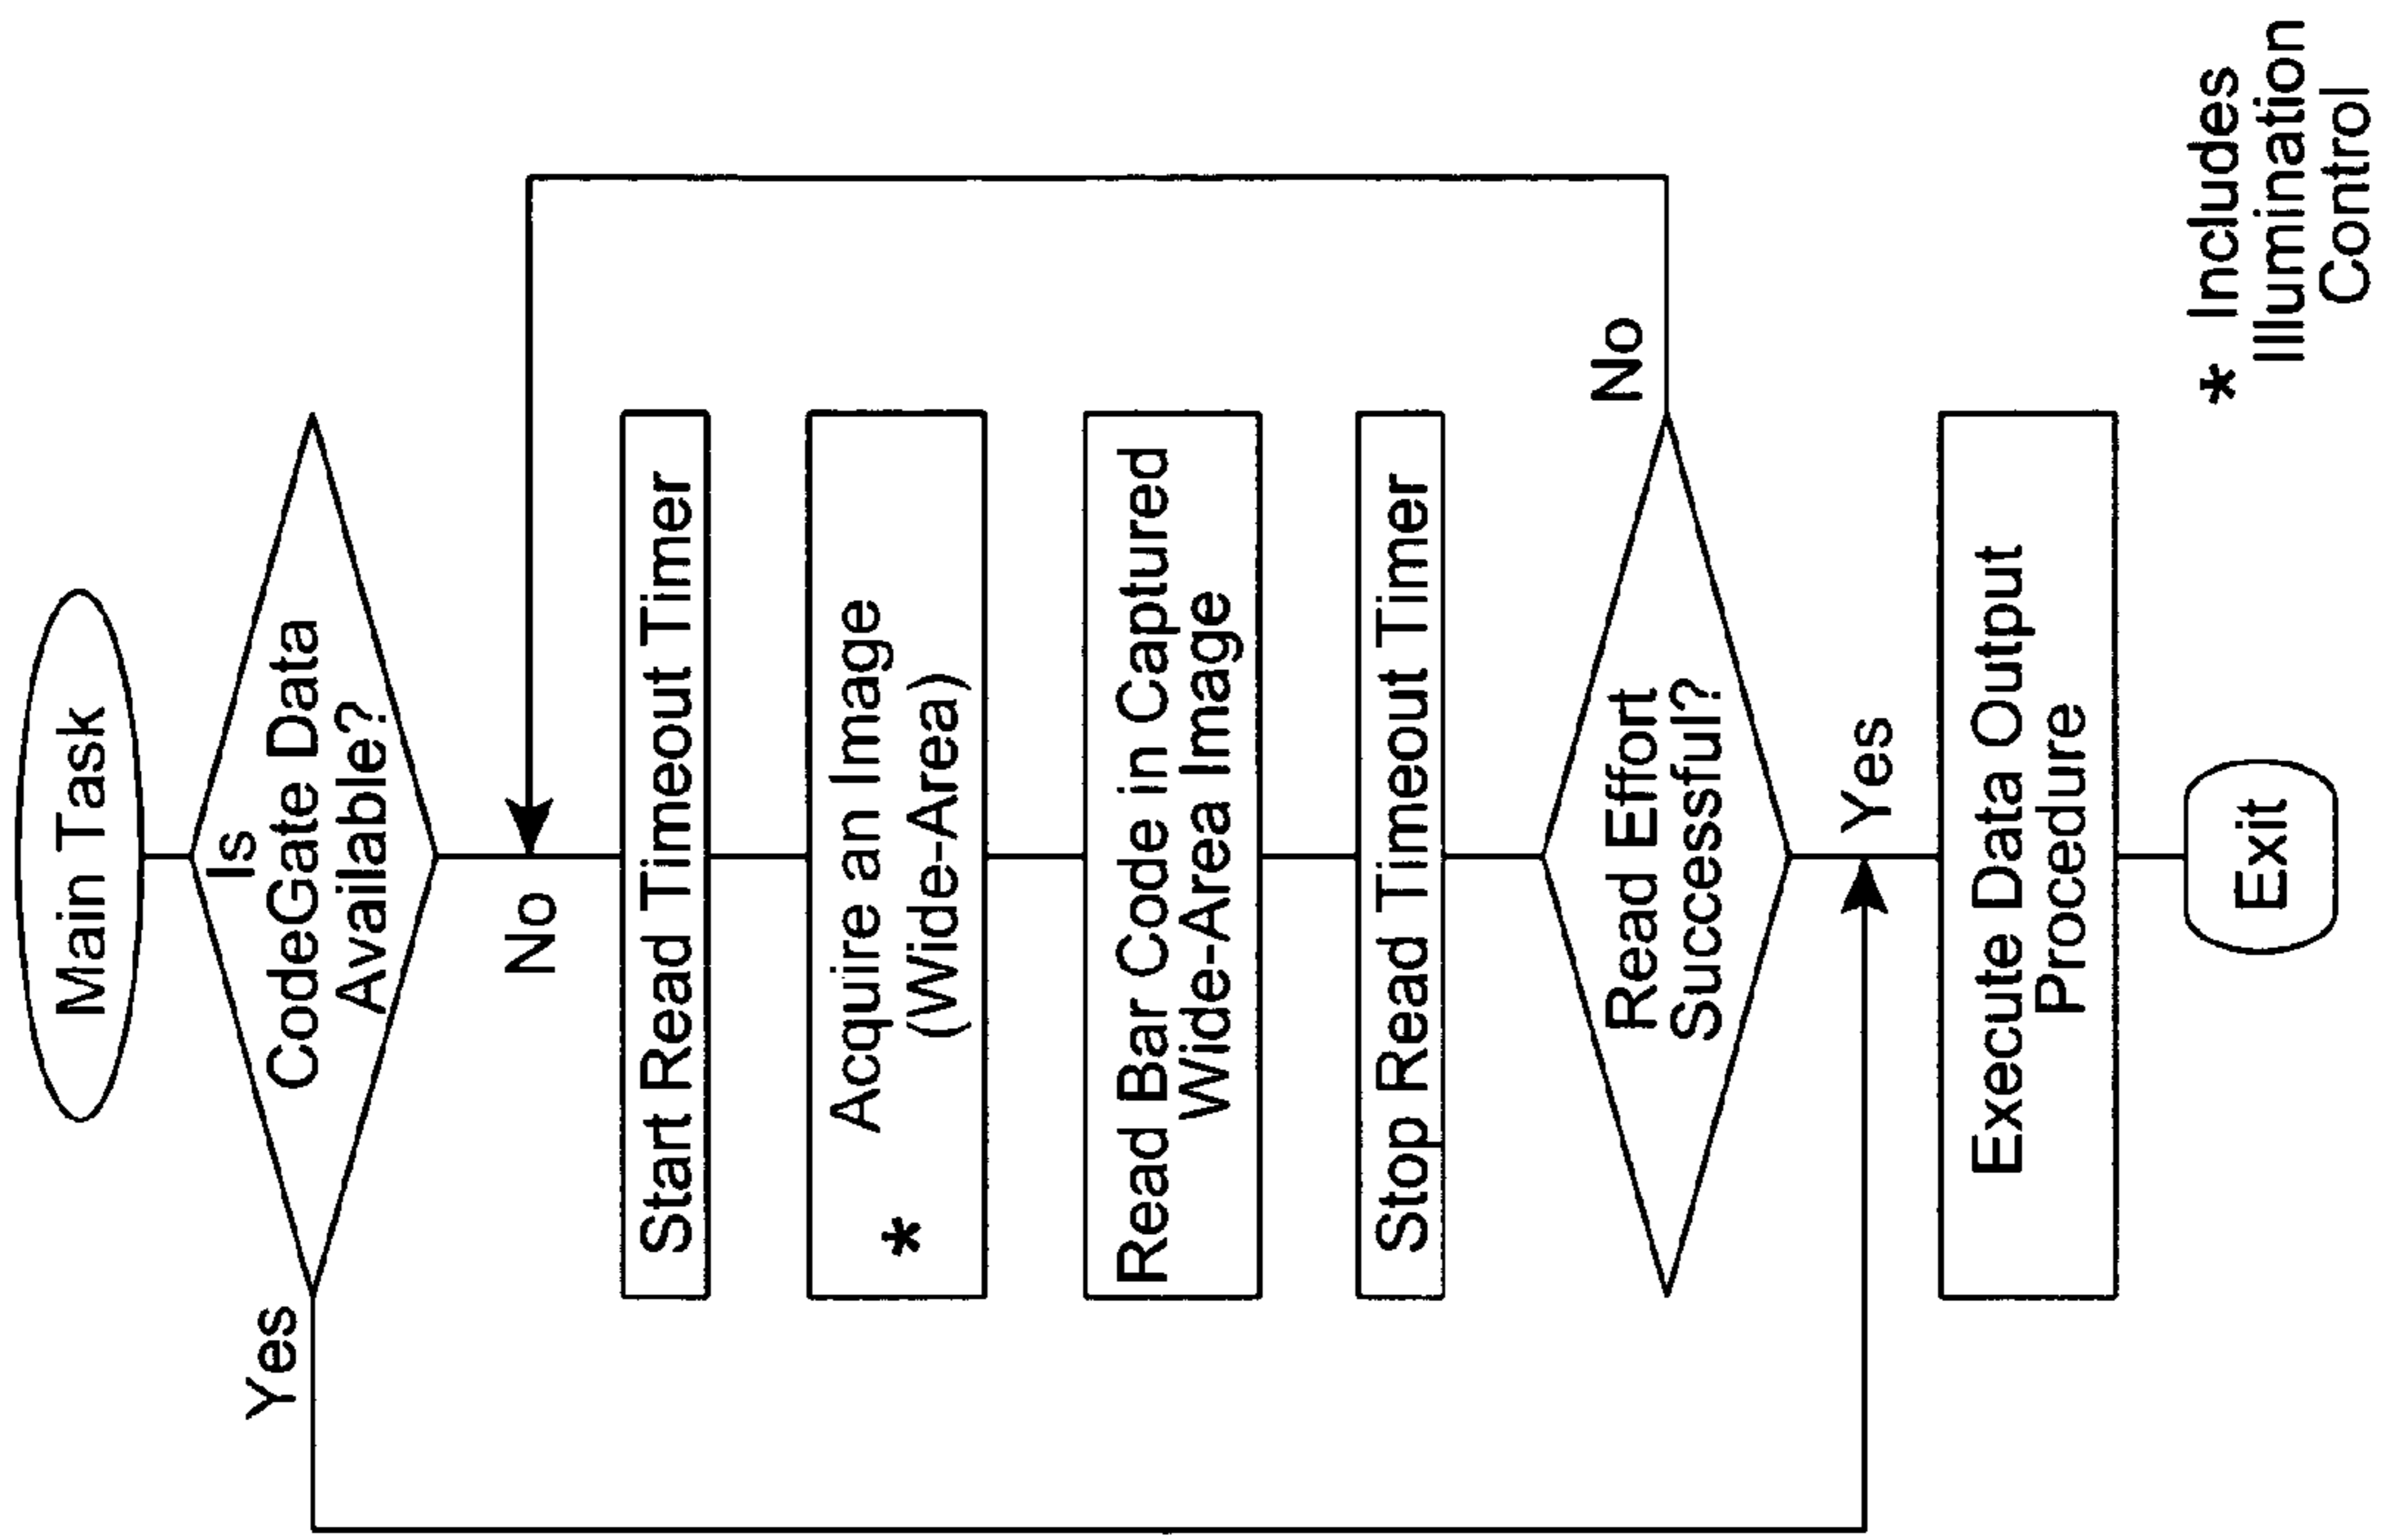 Main Task
Is
CodeGate Data
Available?
Yes
No
Start Read Timeout Timer
* Acquire an Image
(Wide-Area)
Read Bar Code in Captured
Wide-Area Image
Stop Read Timeout Timer
Read Effort
Successful?
No
Yes
Execute Data Output
Procedure
Exit
* Includes
Illumination
Control